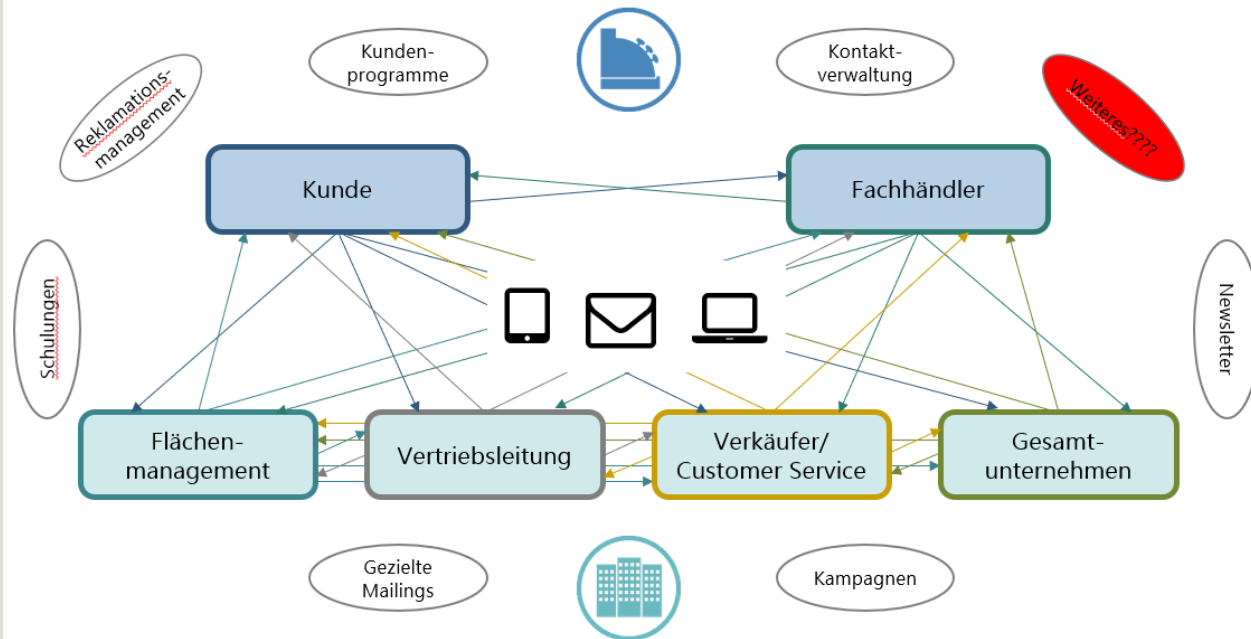 Kunden-
programme
Kontakt-
verwaltung
Reklamations-
management
Weiteres????
Kunde
Fachhändler
Schulungen
Newsletter
Flächen-
management
Vertriebsleitung
Verkäufer/
Customer Service
Gesamt-
unternehmen
Gezielte
Mailings
Kampagnen